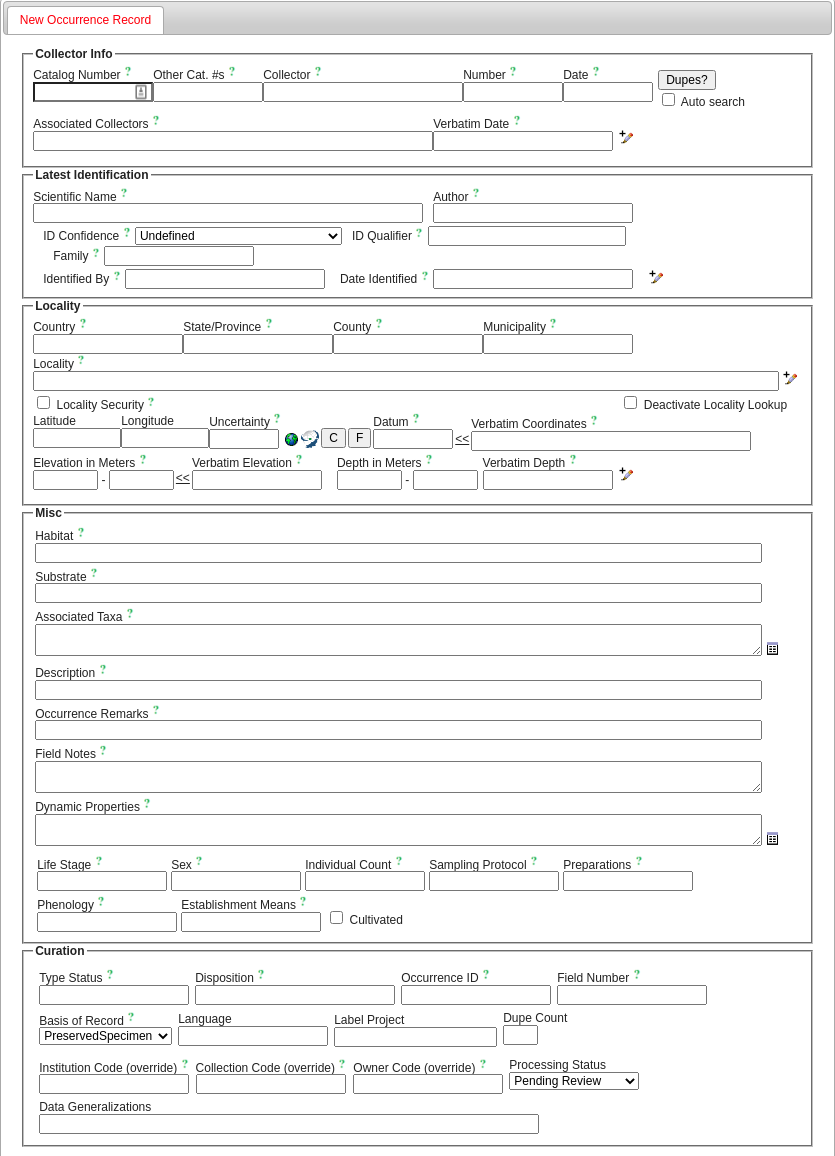 New Occurrence Record
Collector Info
Catalog Number ? Other Cat. #s ? Collector ? Number ? Date ? Dupes?
Auto search
Associated Collectors ? Verbatim Date ?
Latest Identification
Scientific Name ? Author ?
ID Confidence ? Undefined ID Qualifier ?
Family ?
Identified By ? Date Identified ?
Locality
Country ? State/Province ? County ? Municipality ?
Locality ?
Locality Security ? Deactivate Locality Lookup
Latitude Longitude Uncertainty ? C F Datum ? << Verbatim Coordinates ?
Elevation in Meters ? - << Verbatim Elevation ? Depth in Meters ? - Verbatim Depth ?
Misc
Habitat ?
Substrate ?
Associated Taxa ?
Description ?
Occurrence Remarks ?
Field Notes ?
Dynamic Properties ?
Life Stage ? Sex ? Individual Count ? Sampling Protocol ? Preparations ?
Phenology ? Establishment Means ? Cultivated
Curation
Type Status ? Disposition ? Occurrence ID ? Field Number ?
Basis of Record ? Language Label Project Dupe Count
PreservedSpecimen
Institution Code (override) ? Collection Code (override) ? Owner Code (override) ? Processing Status
Pending Review
Data Generalizations